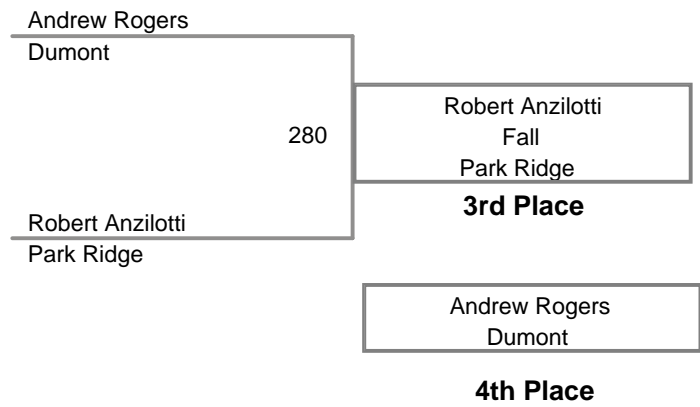 Andrew Rogers
Dumont
280
Robert Anzilotti
Fall
Park Ridge
3rd Place
Robert Anzilotti
Park Ridge
Andrew Rogers
Dumont
4th Place